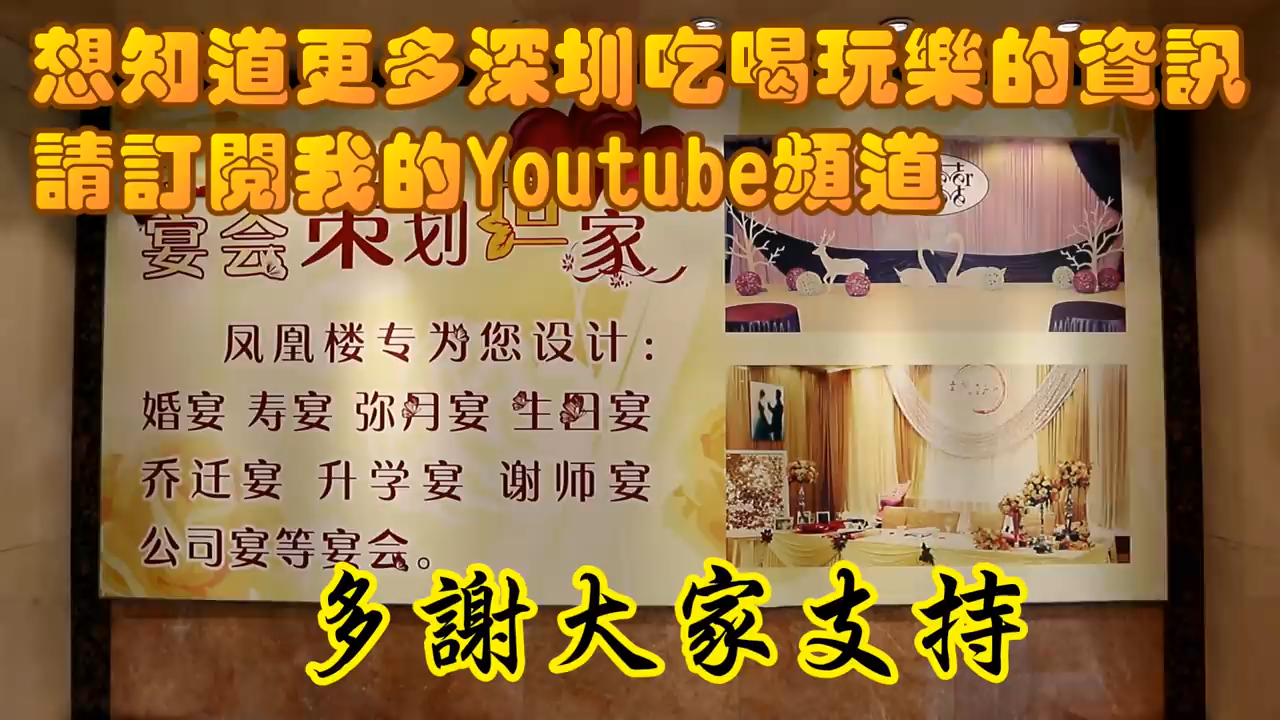 想知道更多深圳吃喝玩樂的資訊
請訂閱我的Youtube頻道
宴会策划 家
凤凰楼专为您设计：
婚宴 寿宴 弥月宴 生日宴
乔迁宴 升学宴 谢师宴
公司宴等宴会。
多謝大家支持